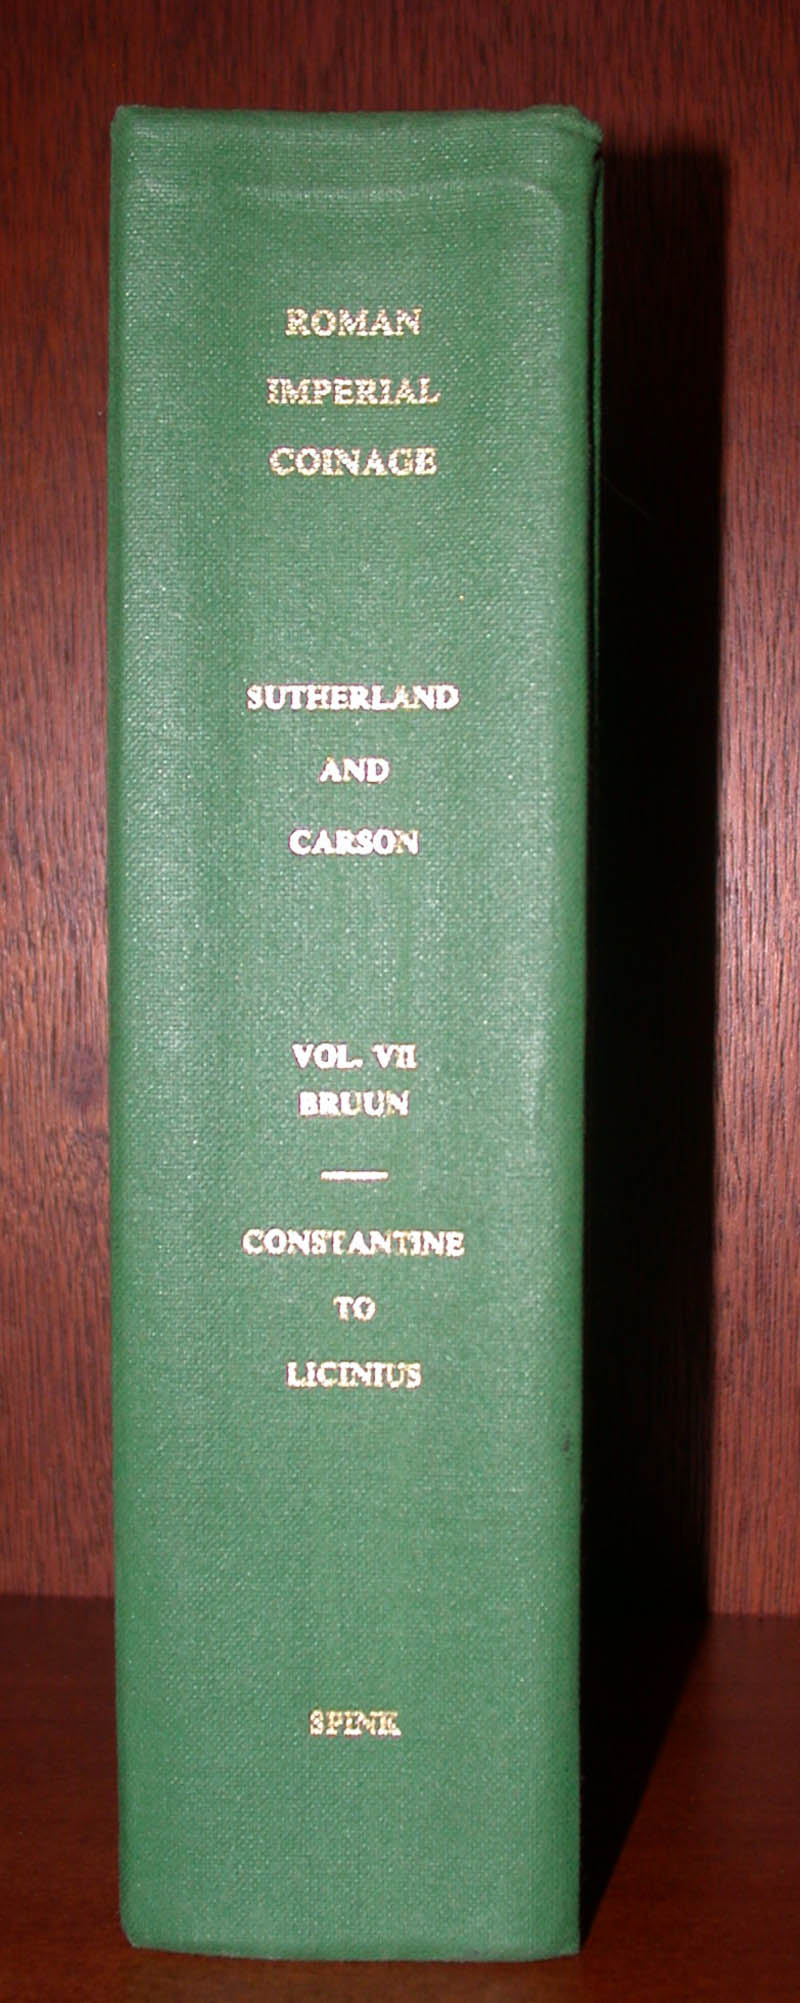 ROMAN
IMPERIAL
COINAGE
SUTHERLAND
AND
CARSON
VOL. VII
BRUUN
CONSTANTINE
TO
LICINIUS
SPINK